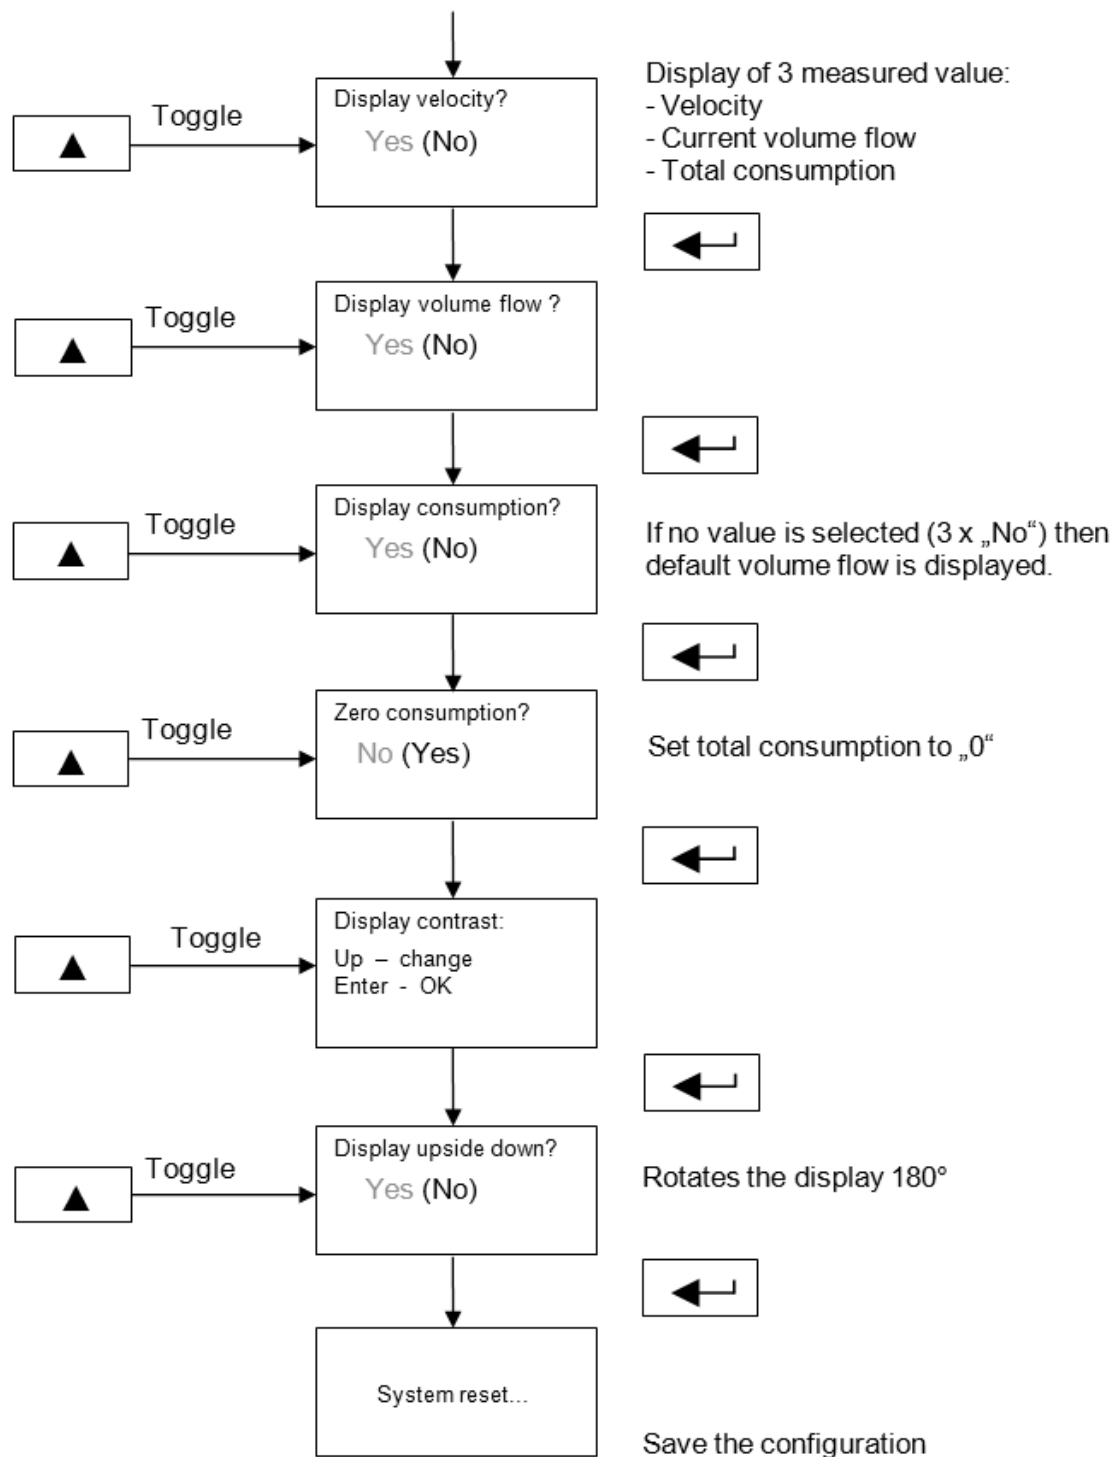 Display velocity?
Toggle
Yes (No)
Display of 3 measured value:
- Velocity
- Current volume flow
- Total consumption
Display volume flow ?
Toggle
Yes (No)
Display consumption?
Toggle
Yes (No)
If no value is selected (3 x „No“) then
default volume flow is displayed.
Zero consumption?
Toggle
No (Yes)
Set total consumption to „0“
Display contrast:
Toggle
Up – change
Enter - OK
Display upside down?
Toggle
Yes (No)
Rotates the display 180°
System reset...
Save the configuration